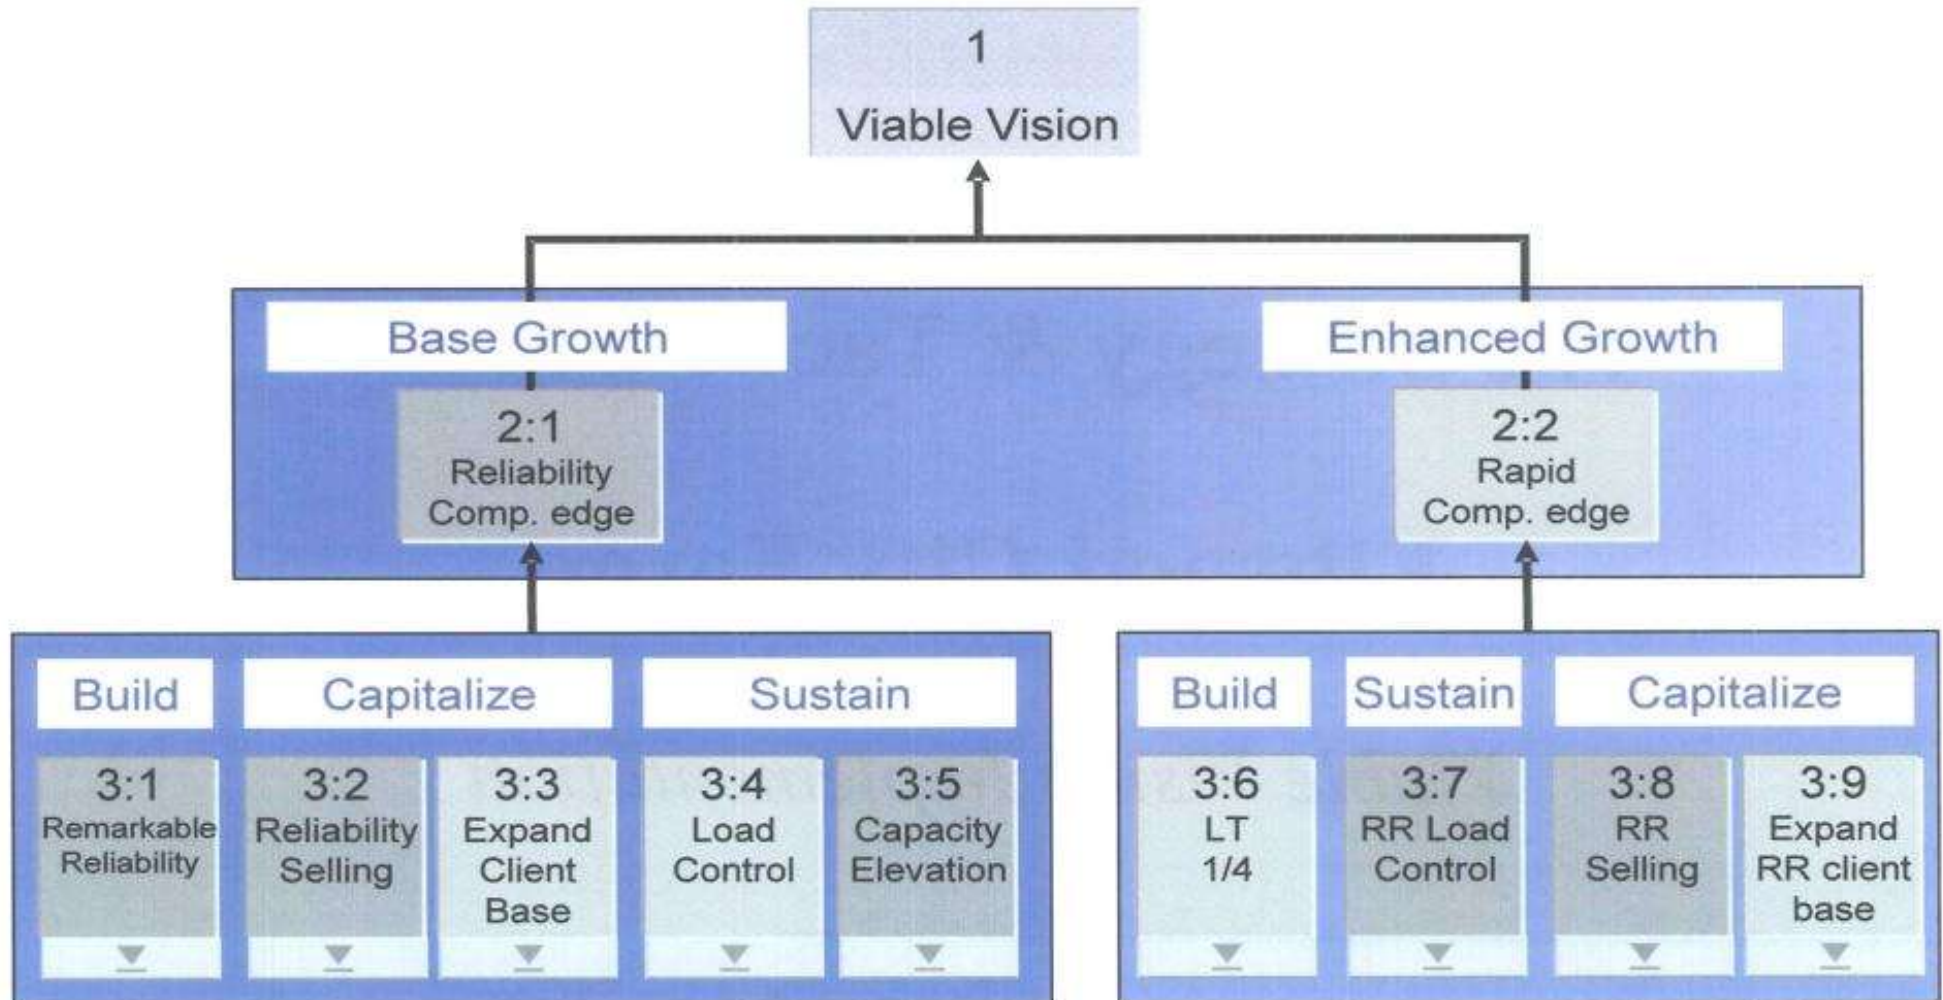 1
Viable Vision
Base Growth
Enhanced Growth
2:1
Reliability
Comp. edge
2:2
Rapid
Comp. edge
Build
Capitalize
Sustain
Build
Sustain
Capitalize
3:1
Remarkable
Reliability
3:2
Reliability
Selling
3:3
Expand
Client
Base
3:4
Load
Control
3:5
Capacity
Elevation
3:6
LT
1/4
3:7
RR Load
Control
3:8
RR
Selling
3:9
Expand
RR client
base